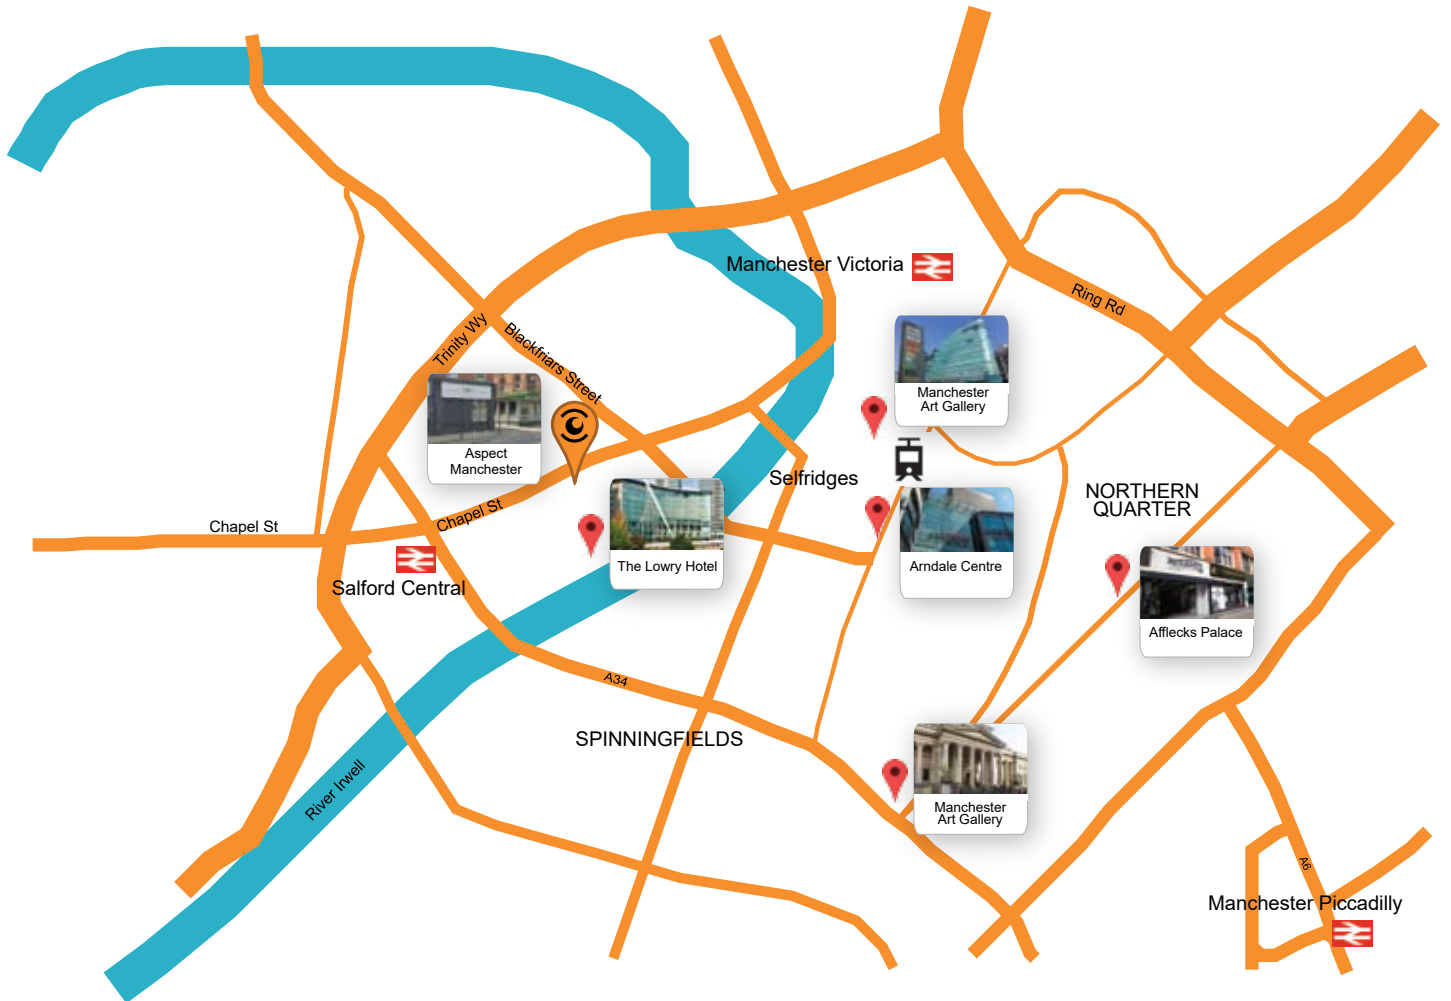 Manchester Victoria
Ring Rd
Trinity Wy
Blackfriars Street
Manchester
Art Gallery
Aspect
Manchester
Selfridges
NORTHERN
QUARTER
Chapel St
Chapel St
The Lowry Hotel
Arndale Centre
Salford Central
Afflecks Palace
A34
SPINNINGFIELDS
River Irwell
Manchester
Art Gallery
A6
Manchester Piccadilly